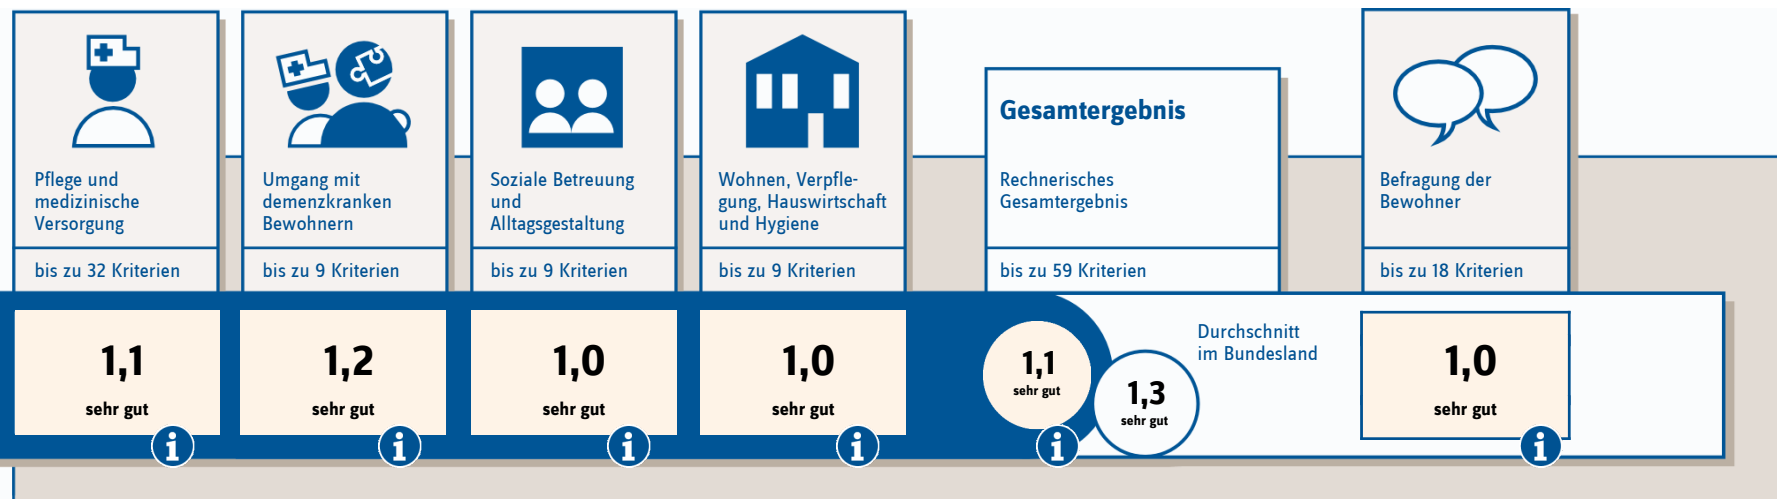 Pflege und
medizinische
Versorgung
bis zu 32 Kriterien
1,1
sehr gut
i
Umgang mit
demenzkranken
Bewohnern
bis zu 9 Kriterien
1,2
sehr gut
i
Soziale Betreuung
und
Alltagsgestaltung
bis zu 9 Kriterien
1,0
sehr gut
i
Wohnen, Verpfle-
gung, Hauswirtschaft
und Hygiene
bis zu 9 Kriterien
1,0
sehr gut
i
Gesamtergebnis
Rechnerisches
Gesamtergebnis
bis zu 59 Kriterien
1,1
sehr gut
i
1,3
sehr gut
Durchschnitt
im Bundesland
Befragung der
Bewohner
bis zu 18 Kriterien
1,0
sehr gut
i